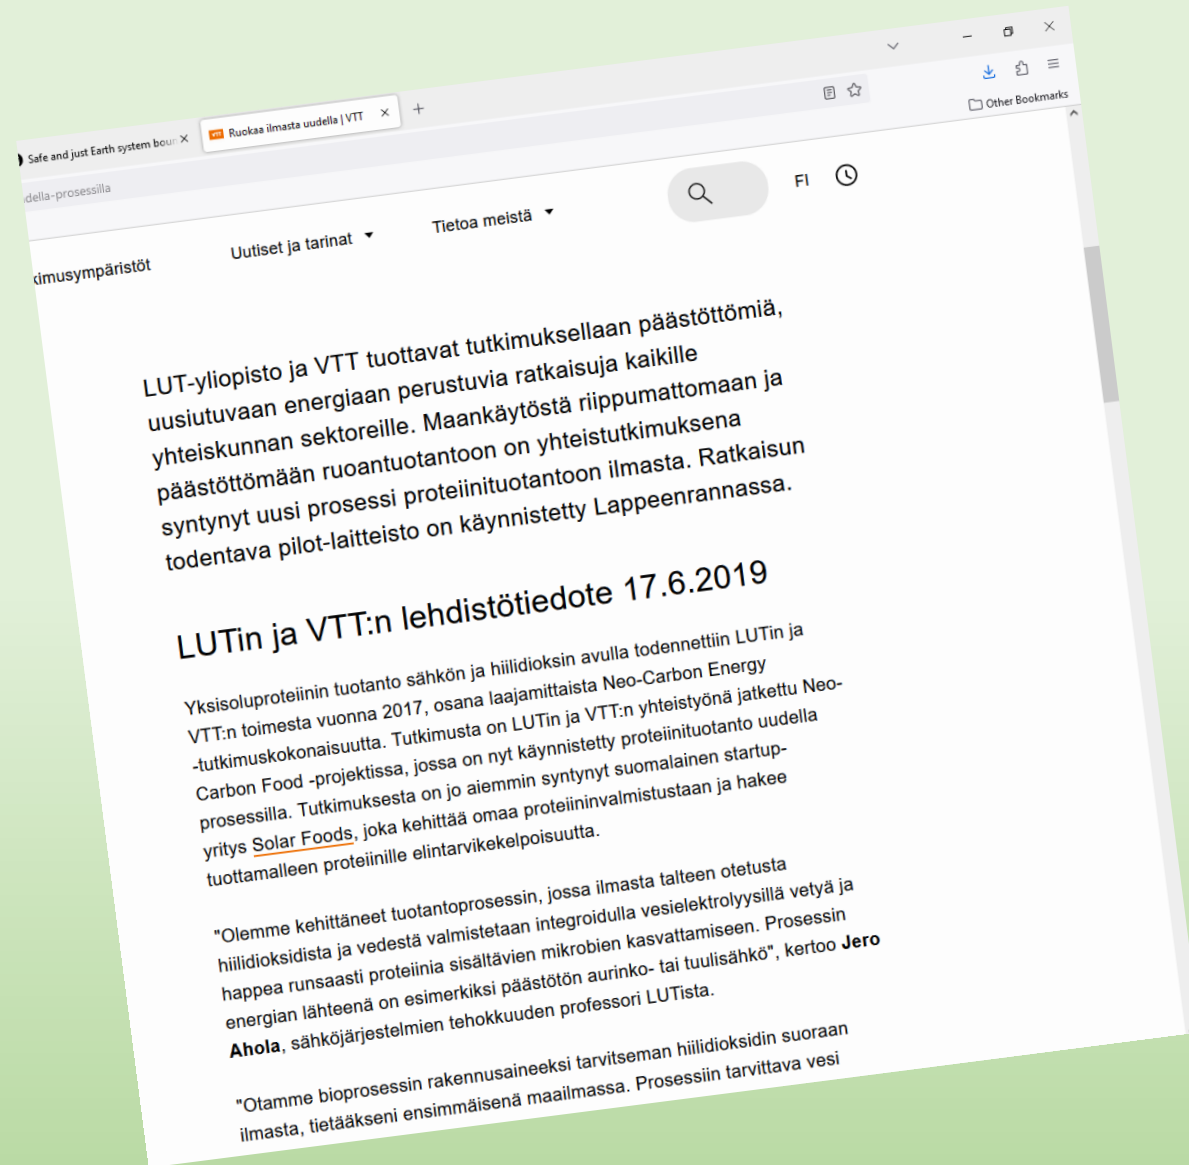 Safe and just Earth system boun
VTT Ruokaa ilmasta uudella | VTT
della-prosessilla
Other Bookmarks
kimusympäristöt
Uutiset ja tarinat
Tietoa meistä
FI
LUT-yliopisto ja VTT tuottavat tutkimuksellaan päästöttömiä,
uusiutuvaan energiaan perustuvia ratkaisuja kaikille
yhteiskunnan sektoreille. Maankäytöstä riippumattomaan ja
päästöttömään ruoantuotantoon on yhteistutkimuksena
syntynyt uusi prosessi proteiinituotantoon ilmasta. Ratkaisun
todentava pilot-laitteisto on käynnistetty Lappeenrannassa.
LUTin ja VTT:n lehdistötiedote 17.6.2019
Yksisoluproteiinin tuotanto sähkön ja hiilidioksin avulla todennettiin LUTin ja
VTT:n toimesta vuonna 2017, osana laajamittaista Neo-Carbon Energy
-tutkimuskokonaisuutta. Tutkimusta on LUTin ja VTT:n yhteistyönä jatkettu Neo-
Carbon Food -projektissa, jossa on nyt käynnistetty proteiinituotanto uudella
prosessilla. Tutkimuksesta on jo aiemmin syntynyt suomalainen startup-
yritys Solar Foods, joka kehittää omaa proteiininvalmistustaan ja hakee
tuottamalleen proteiinille elintarvikekelpoisuutta.
"Olemme kehittäneet tuotantoprosessin, jossa ilmasta talteen otetusta
hiilidioksidista ja vedestä valmistetaan integroidulla vesielektrolyysillä vetyä ja
happea runsaasti proteiinia sisältävien mikrobien kasvattamiseen. Prosessin
energian lähteenä on esimerkiksi päästötön aurinko- tai tuulisähkö", kertoo Jero
Ahola, sähköjärjestelmien tehokkuuden professori LUTista.
"Otamme bioprosessin rakennusaineeksi tarvitseman hiilidioksidin suoraan
ilmasta, tietääkseni ensimmäisenä maailmassa. Prosessiin tarvittava vesi